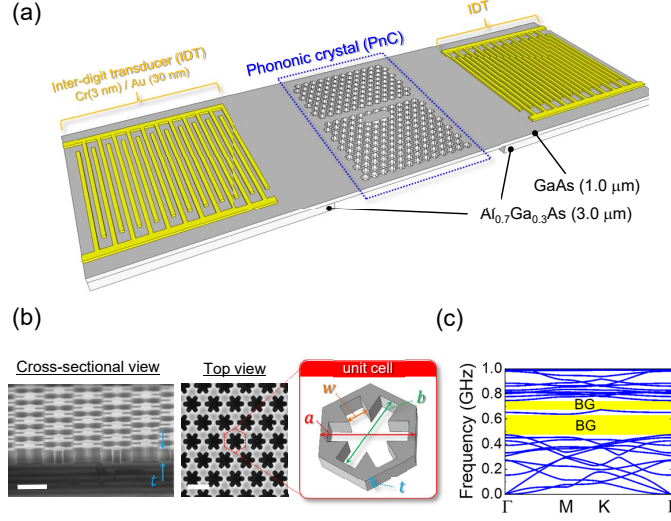 (a)
IDT
Inter-digit transducer (IDT)
Cr(3 nm) / Au (30 nm)
Phononic crystal (PnC)
GaAs (1.0 μm)
Al0.7Ga0.3As (3.0 μm)
(b)
Cross-sectional view
Top view
unit cell
w
b
a
t
t
(c)
Frequency (GHz)
1.0
0.8
0.6
0.4
0.2
0.0
BG
BG
Γ M K